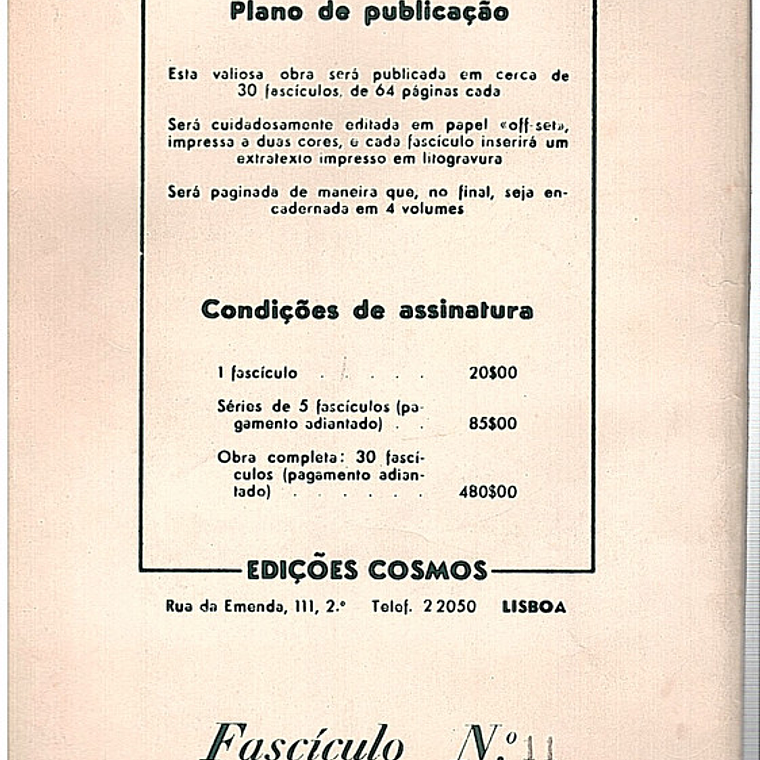 Plano de publicação
Esta valiosa obra será publicada em cerca de
30 fascículos, de 64 páginas cada
Será cuidadosamente editada em papel «off-set»,
impressa a duas cores, e cada fascículo inserirá um
extratexto impresso em litogravura
Será paginada de maneira que, no final, seja en-
cadernada em 4 volumes
Condições de assinatura
1 fascículo . . . . . 20$00
Séries de 5 fascículos (pa-
gamento adiantado) . . 85$00
Obra completa: 30 fascí-
culos (pagamento adian-
tado) . . . . . . 480$00
EDIÇÕES COSMOS
Rua da Emenda, 111, 2.º Telef. 2 2050 LISBOA
Fascículo N.º 11